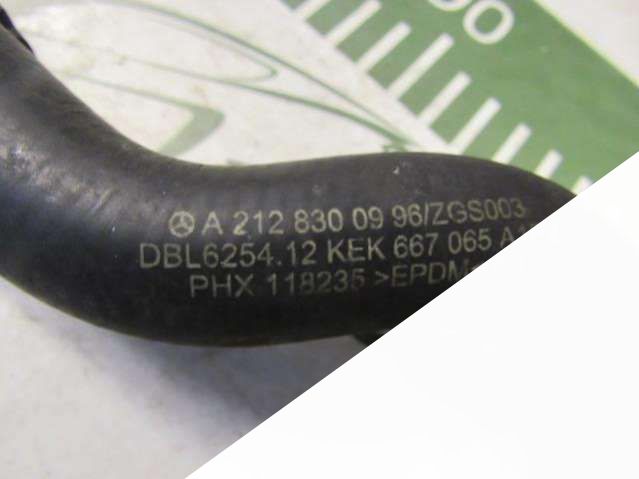 A 212 830 09 96/ZGS003
DBL6254.12 KEK 667 065
PHX 118235 >EPDM